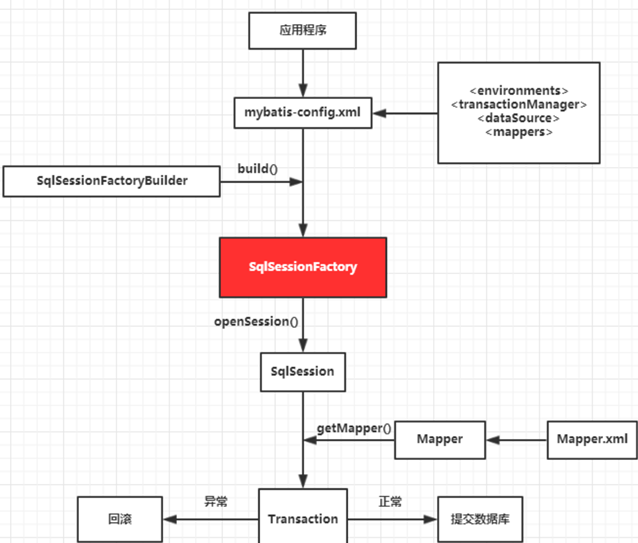 应用程序
mybatis-config.xml
<environments>
<transactionManager>
<dataSource>
<mappers>
SqlSessionFactoryBuilder
build()
SqlSessionFactory
openSession()
SqlSession
getMapper()
Mapper
Mapper.xml
回滚
异常
Transaction
正常
提交数据库